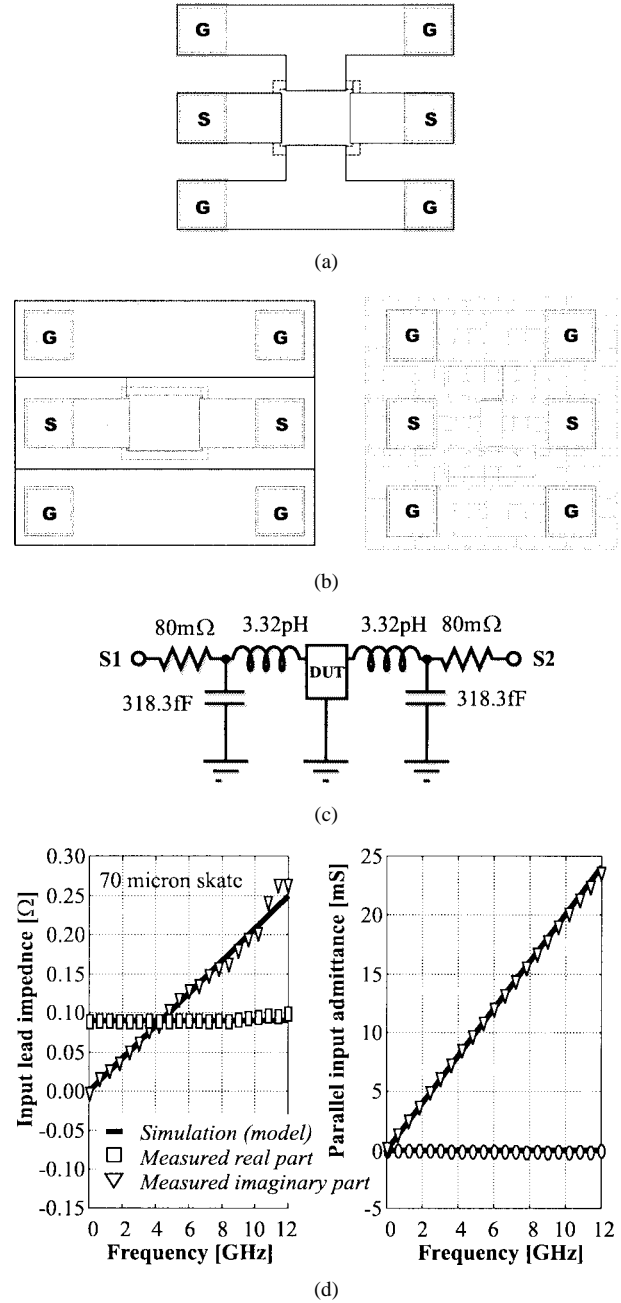 G G
S S
G G
(a)
G G G G
S S S S
G G G G
(b)
80mΩ 3.32pH 3.32pH 80mΩ
S1 DUT S2
318.3fF 318.3fF
(c)
Input lead impednce [Ω]
0.30
0.25
0.20
0.15
0.10
0.05
0.00
-0.05
-0.10
-0.15
70 micron skate
Simulation (model)
Measured real part
Measured imaginary part
0 2 4 6 8 10 12
Frequency [GHz]
Parallel input admittance [mS]
25
20
15
10
5
0
-5
0 2 4 6 8 10 12
Frequency [GHz]
(d)